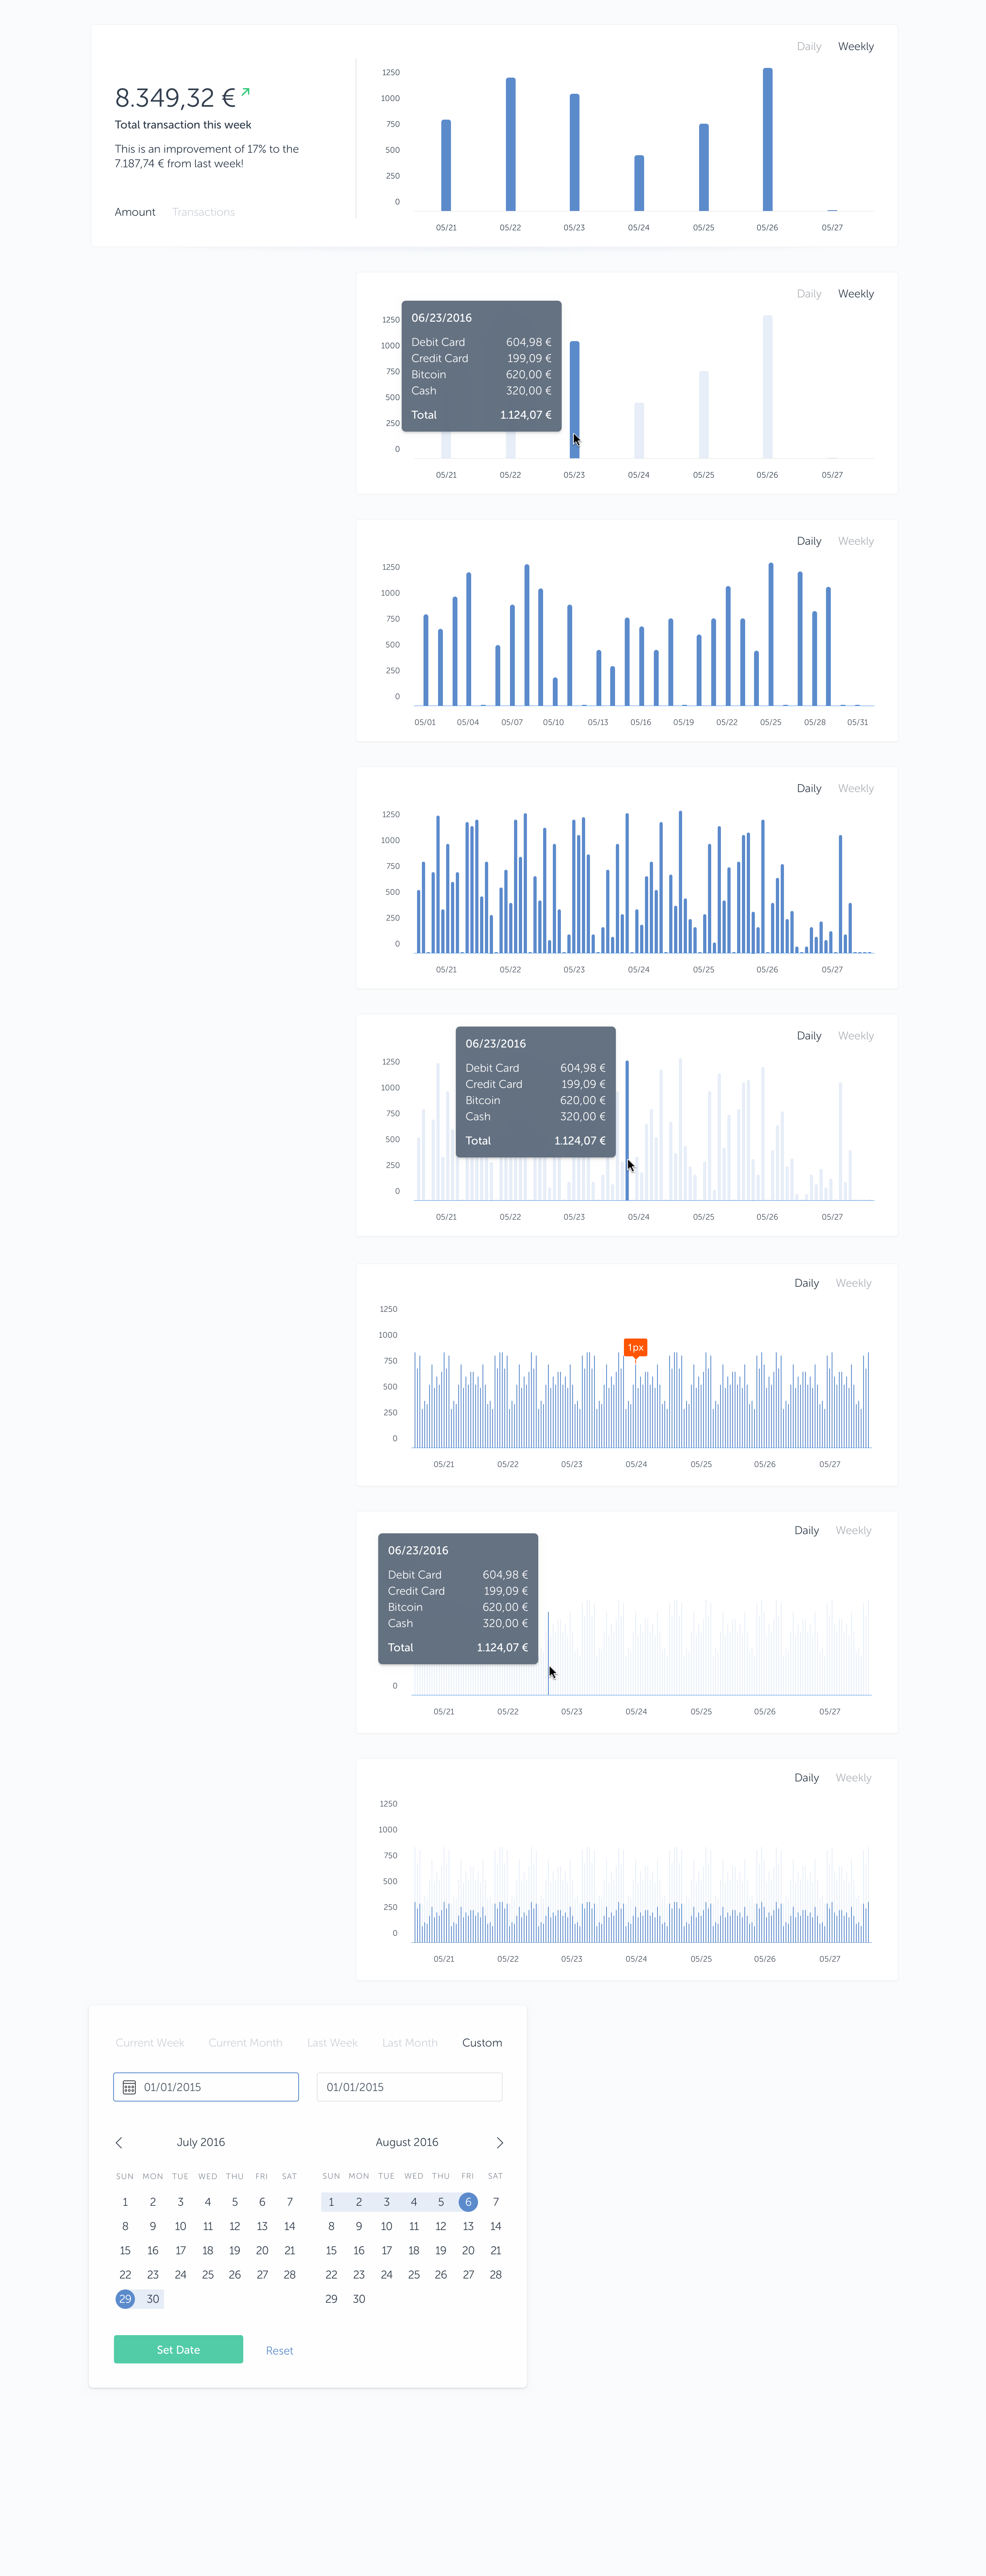 Daily Weekly
8.349,32 €
Total transaction this week
This is an improvement of 17% to the
7.187,74 € from last week!
Amount Transactions
1250
1000
750
500
250
0
05/21 05/22 05/23 05/24 05/25 05/26 05/27
Daily Weekly
1250
1000
750
500
250
0
06/23/2016
Debit Card 604,98 €
Credit Card 199,09 €
Bitcoin 620,00 €
Cash 320,00 €
Total 1.124,07 €
05/21 05/22 05/23 05/24 05/25 05/26 05/27
Daily Weekly
1250
1000
750
500
250
0
05/01 05/04 05/07 05/10 05/13 05/16 05/19 05/22 05/25 05/28 05/31
Daily Weekly
1250
1000
750
500
250
0
05/21 05/22 05/23 05/24 05/25 05/26 05/27
Daily Weekly
06/23/2016
Debit Card 604,98 €
Credit Card 199,09 €
Bitcoin 620,00 €
Cash 320,00 €
Total 1.124,07 €
1250
1000
750
500
250
0
05/21 05/22 05/23 05/24 05/25 05/26 05/27
Daily Weekly
1250
1000
750
500
250
0
1px
05/21 05/22 05/23 05/24 05/25 05/26 05/27
Daily Weekly
06/23/2016
Debit Card 604,98 €
Credit Card 199,09 €
Bitcoin 620,00 €
Cash 320,00 €
Total 1.124,07 €
0
05/21 05/22 05/23 05/24 05/25 05/26 05/27
Daily Weekly
1250
1000
750
500
250
0
05/21 05/22 05/23 05/24 05/25 05/26 05/27
Current Week Current Month Last Week Last Month Custom
01/01/2015 01/01/2015
July 2016
SUN MON TUE WED THU FRI SAT
1 2 3 4 5 6 7
8 9 10 11 12 13 14
15 16 17 18 19 20 21
22 23 24 25 26 27 28
29 30
August 2016
SUN MON TUE WED THU FRI SAT
1 2 3 4 5 6 7
8 9 10 11 12 13 14
15 16 17 18 19 20 21
22 23 24 25 26 27 28
29 30
Set Date Reset